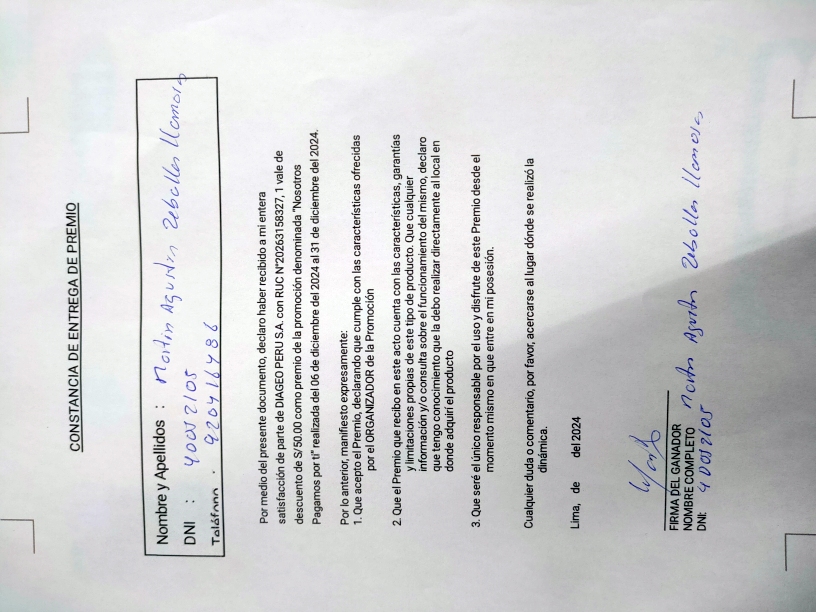 CONSTANCIA DE ENTREGA DE PREMIO
Nombre y Apellidos : Martin Agustin Zeballos Llamosas
DNI : 40052105
Teléfono : 920416486
Por medio del presente documento, declaro haber recibido a mi entera
satisfacción de parte de DIAGEO PERU S.A. con RUC N°20263158327, 1 vale de
descuento de S/50.00 como premio de la promoción denominada "Nosotros
Pagamos por ti" realizada del 06 de diciembre del 2024 al 31 de diciembre del 2024.
Por lo anterior, manifiesto expresamente:
1. Que acepto el Premio, declarando que cumple con las características ofrecidas
por el ORGANIZADOR de la Promoción
2. Que el Premio que recibo en este acto cuenta con las características, garantías
y limitaciones propias de este tipo de producto. Que cualquier
información y/o consulta sobre el funcionamiento del mismo, declaro
que tengo conocimiento que la debo realizar directamente al local en
donde adquirí el producto
3. Que seré el único responsable por el uso y disfrute de este Premio desde el
momento mismo en que entre en mi posesión.
Cualquier duda o comentario, por favor, acercarse al lugar dónde se realizó la
dinámica.
Lima, de del 2024
FIRMA DEL GANADOR
NOMBRE COMPLETO Martin Agustin Zeballos Llamosas
DNI: 40052105